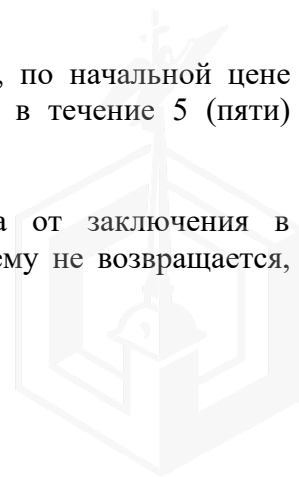 , по начальной цене
в течение 5 (пяти)
а от заключения в
ему не возвращается,